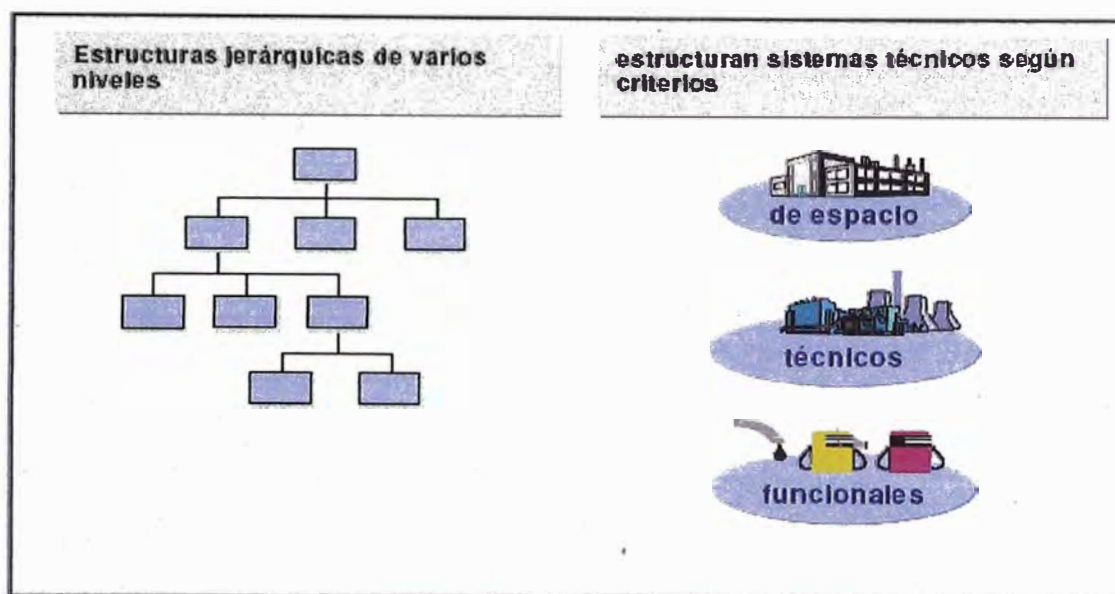 Estructuras jerárquicas de varios
niveles
estructuran sistemas técnicos según
criterios
de espacio
técnicos
funcionales